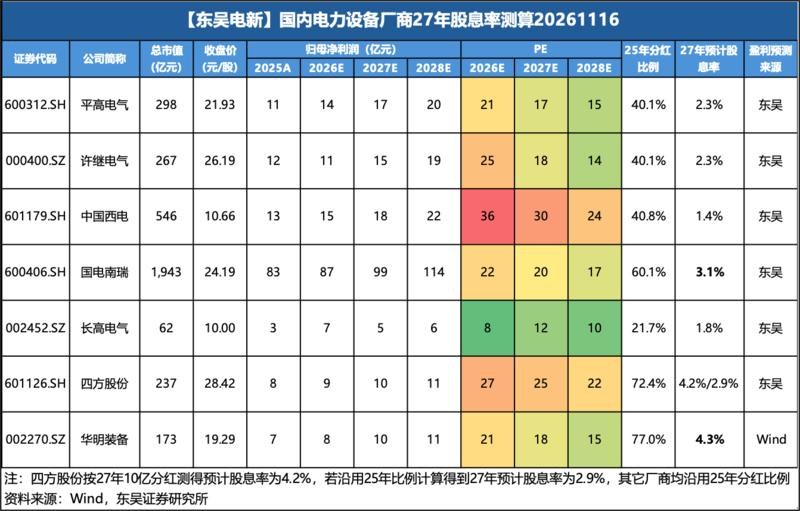 【东吴电新】国内电力设备厂商27年股息率测算20261116
证券代码 公司简称 总市值（亿元） 收盘价（元/股） 归母净利润（亿元） PE 25年分红比例 27年预计股息率 盈利预测来源
2025A 2026E 2027E 2028E 2026E 2027E 2028E
600312.SH 平高电气 298 21.93 11 14 17 20 21 17 15 40.1% 2.3% 东吴
000400.SZ 许继电气 267 26.19 12 11 15 19 25 18 14 40.1% 2.3% 东吴
601179.SH 中国西电 546 10.66 13 15 18 22 36 30 24 40.8% 1.4% 东吴
600406.SH 国电南瑞 1,943 24.19 83 87 99 114 22 20 17 60.1% 3.1% 东吴
002452.SZ 长高电气 62 10.00 3 7 5 6 8 12 10 21.7% 1.8% 东吴
601126.SH 四方股份 237 28.42 8 9 10 11 27 25 22 72.4% 4.2%/2.9% 东吴
002270.SZ 华明装备 173 19.29 7 8 10 11 21 18 15 77.0% 4.3% Wind
注：四方股份按27年10亿分红测得预计股息率为4.2%，若沿用25年比例计算得到27年预计股息率为2.9%，其它厂商均沿用25年分红比例
资料来源：Wind，东吴证券研究所